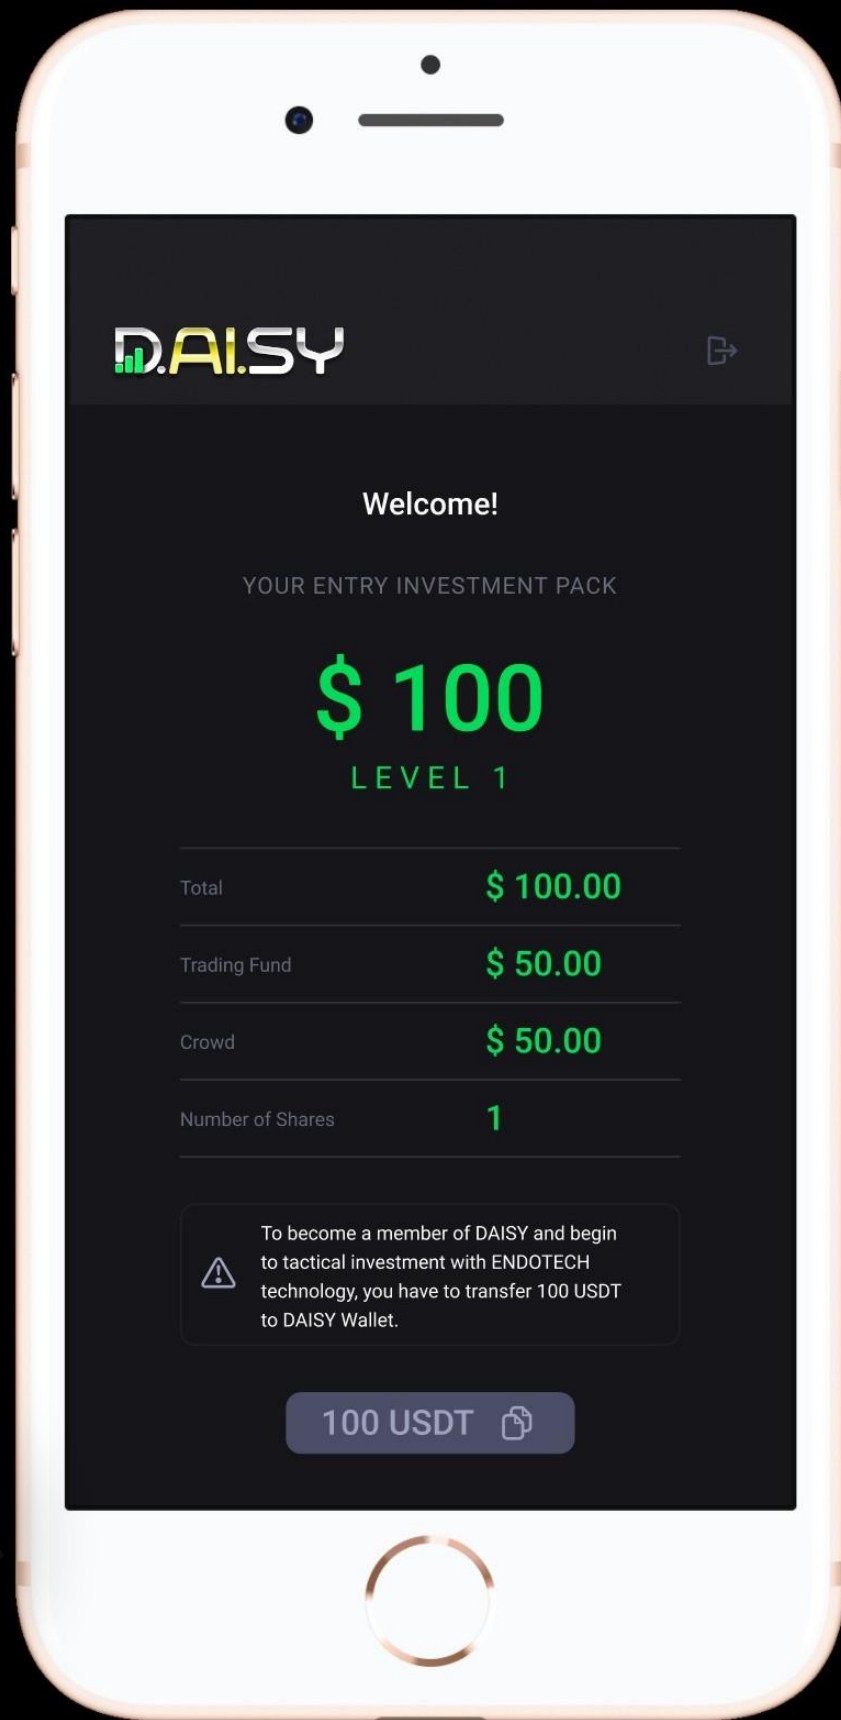 D.AI.SY
Welcome!
YOUR ENTRY INVESTMENT PACK
$ 100
LEVEL 1
Total $ 100.00
Trading Fund $ 50.00
Crowd $ 50.00
Number of Shares 1
To become a member of DAISY and begin
to tactical investment with ENDOTECH
technology, you have to transfer 100 USDT
to DAISY Wallet.
100 USDT